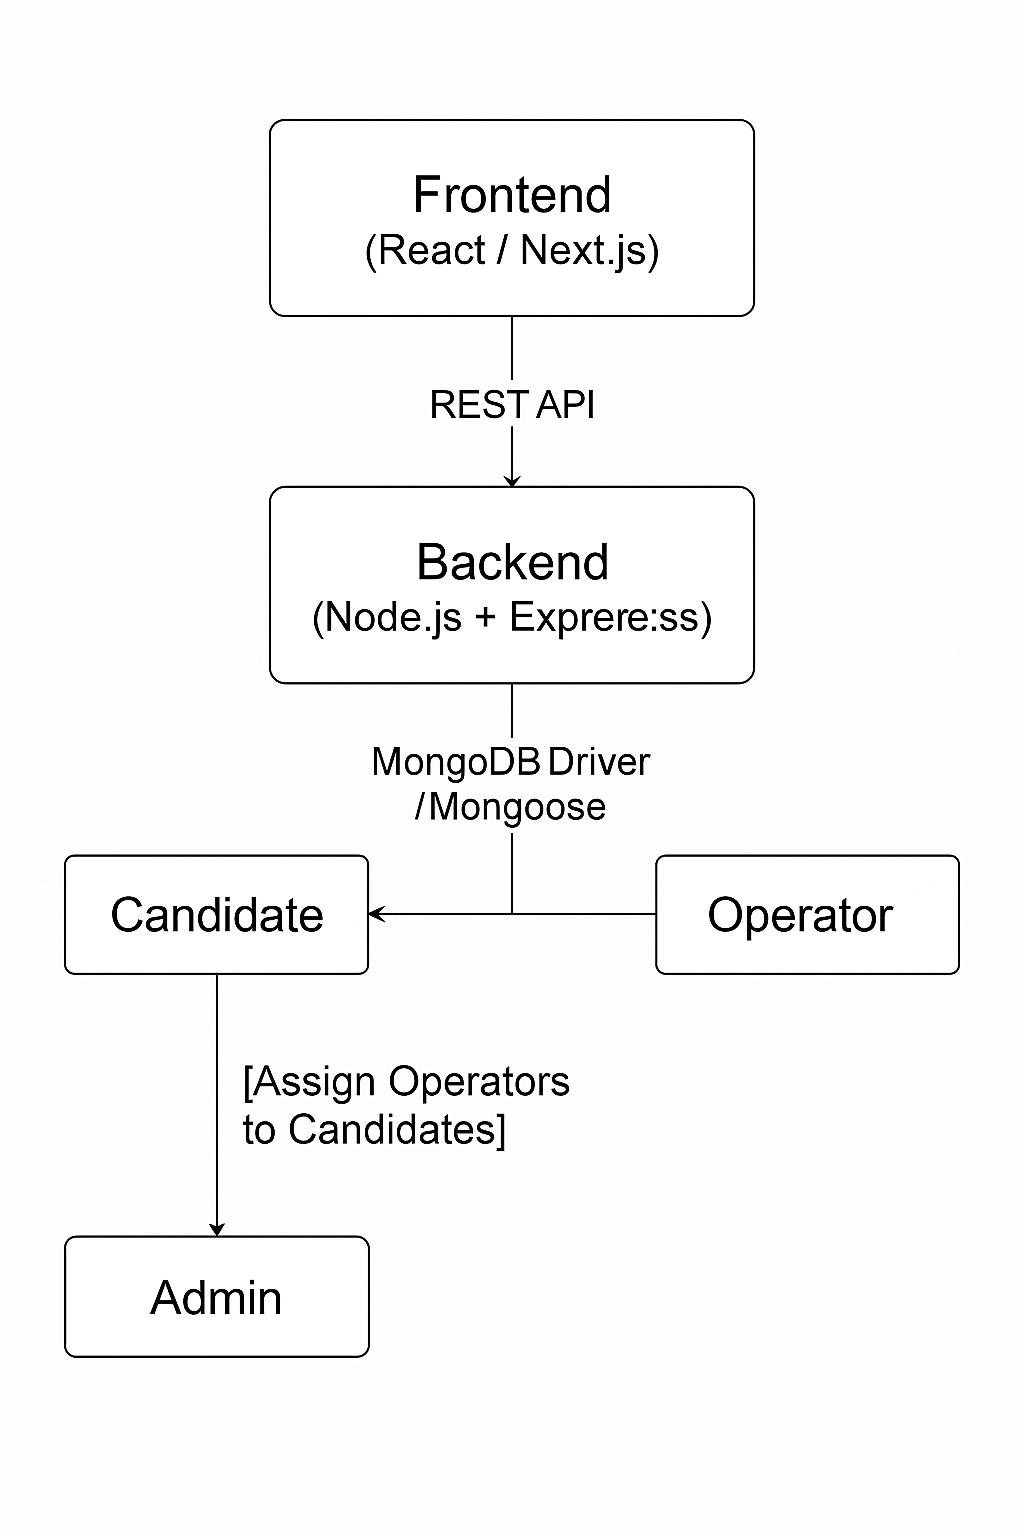 Frontend
(React / Next.js)
REST API
Backend
(Node.js + Exprere:ss)
MongoDB Driver
/Mongoose
Candidate
Operator
[Assign Operators
to Candidates]
Admin